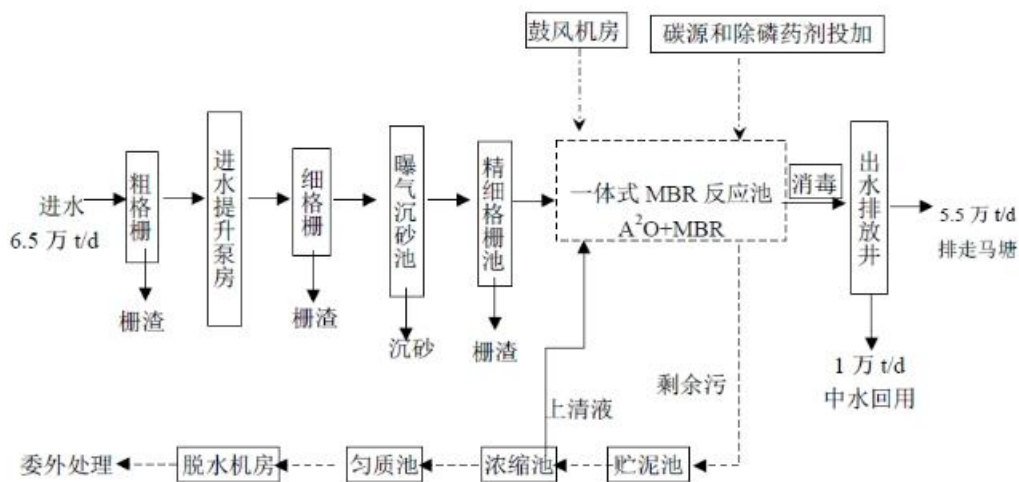 鼓风机房
碳源和除磷药剂投加
进水
6.5 万 t/d
粗格栅
进水提升泵房
细格栅
曝气沉砂池
精细格栅池
一体式 MBR 反应池
A²O+MBR
消毒
出水排放井
5.5 万 t/d
排走马塘
栅渣
栅渣
沉砂
栅渣
1 万 t/d
中水回用
上清液
剩余污
委外处理
脱水机房
匀质池
浓缩池
贮泥池